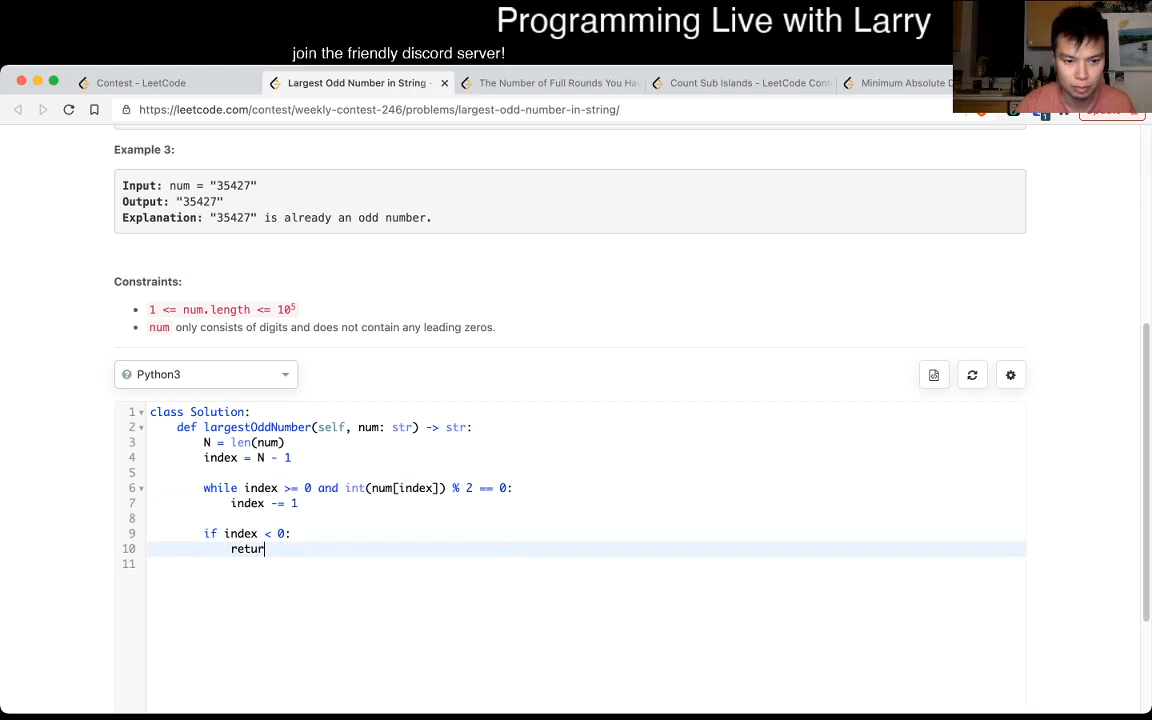 Programming Live with Larry
join the friendly discord server!
Contest - LeetCode
Largest Odd Number in String -
The Number of Full Rounds You Ha
Count Sub Islands - LeetCode Con
Minimum Absolute D
https://leetcode.com/contest/weekly-contest-246/problems/largest-odd-number-in-string/
Example 3:
Input: num = "35427"
Output: "35427"
Explanation: "35427" is already an odd number.
Constraints:
1 <= num.length <= 10⁵
num only consists of digits and does not contain any leading zeros.
Python3
1 class Solution:
2 def largestOddNumber(self, num: str) -> str:
3 N = len(num)
4 index = N - 1
5
6 while index >= 0 and int(num[index]) % 2 == 0:
7 index -= 1
8
9 if index < 0:
10 retur
11